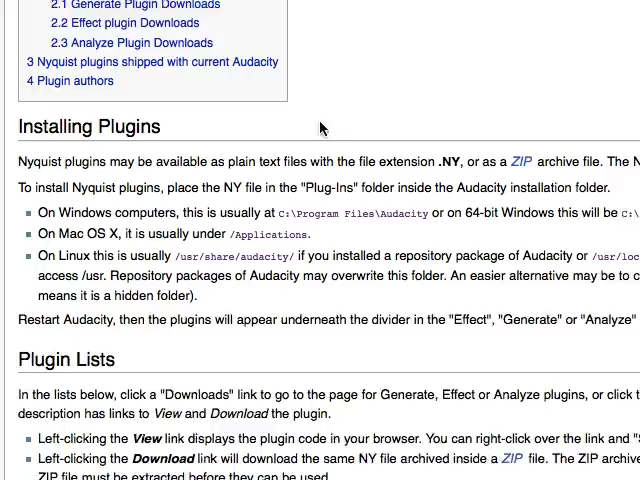 2.1 Generate Plugin Downloads
2.2 Effect plugin Downloads
2.3 Analyze Plugin Downloads
3 Nyquist plugins shipped with current Audacity
4 Plugin authors
Installing Plugins
Nyquist plugins may be available as plain text files with the file extension .NY, or as a ZIP archive file. The N
To install Nyquist plugins, place the NY file in the "Plug-Ins" folder inside the Audacity installation folder.
On Windows computers, this is usually at C:\Program Files\Audacity or on 64-bit Windows this will be C:\
On Mac OS X, it is usually under /Applications.
On Linux this is usually /usr/share/audacity/ if you installed a repository package of Audacity or /usr/loc
access /usr. Repository packages of Audacity may overwrite this folder. An easier alternative may be to c
means it is a hidden folder).
Restart Audacity, then the plugins will appear underneath the divider in the "Effect", "Generate" or "Analyze"
Plugin Lists
In the lists below, click a "Downloads" link to go to the page for Generate, Effect or Analyze plugins, or click t
description has links to View and Download the plugin.
Left-clicking the View link displays the plugin code in your browser. You can right-click over the link and "S
Left-clicking the Download link will download the same NY file archived inside a ZIP file. The ZIP archive
ZIP file must be extracted before they can be used.